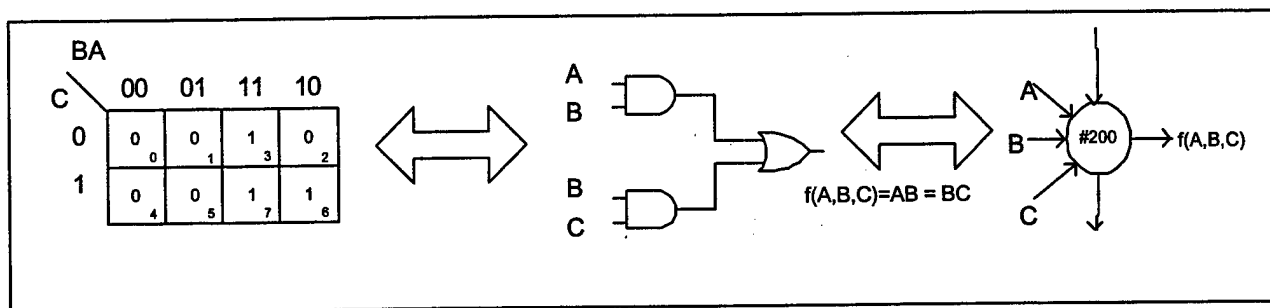 BA
C
00 01 11 10
0 0 0 0 1 1 3 0 2
1 0 4 0 5 1 7 1 6
A
B
B
C
f(A,B,C)=AB = BC
A
B
C
#200
f(A,B,C)